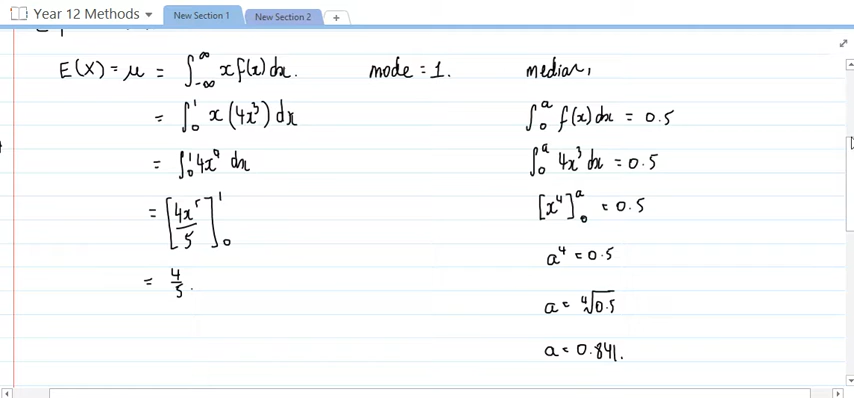 Year 12 Methods
New Section 1
New Section 2
+
E(X) = μ = ∫_{-∞}^{∞} x f(x) dx. mode = 1. median,
= ∫_0^1 x (4x³) dx
∫_0^a f(x) dx = 0.5
= ∫_0^1 4x⁴ dx
∫_0^a 4x³ dx = 0.5
= [4x⁵/5]_0^1
[x⁴]_0^a = 0.5
a⁴ = 0.5
= 4/5.
a = ∜0.5
a = 0.841.